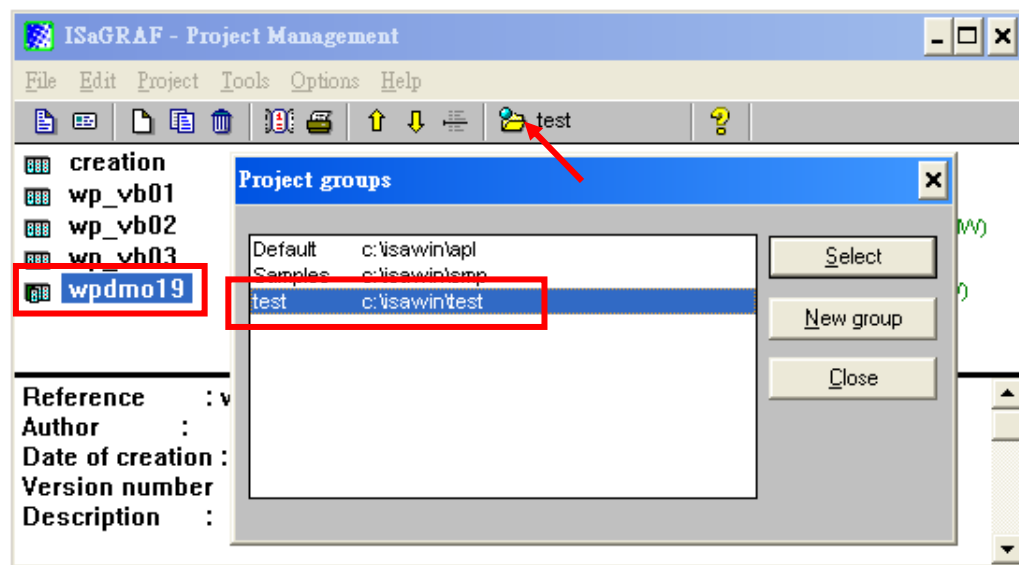 ISaGRAF - Project Management
File Edit Project Tools Options Help
test
creation
wp_vb01
wp_vb02
wp_vb03
wpdmo19
Project groups
Default c:\isawin\apl
Samples c:\isawin\smp
test c:\isawin\test
Select
New group
Close
Reference :
Author :
Date of creation :
Version number
Description :